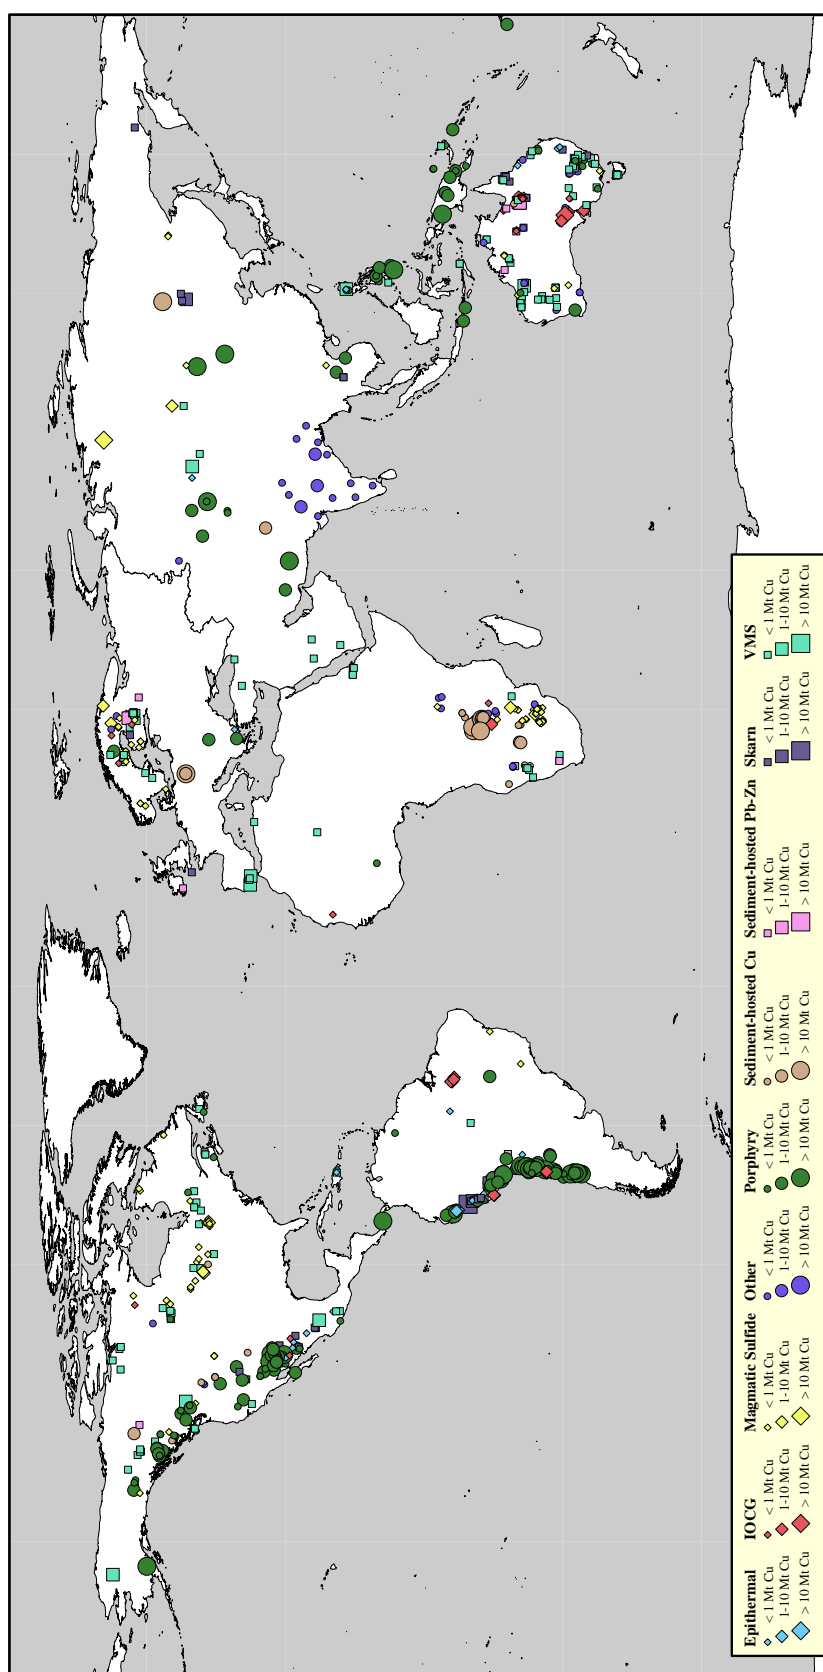 Epithermal
< 1 Mt Cu
1-10 Mt Cu
> 10 Mt Cu
IOCG
< 1 Mt Cu
1-10 Mt Cu
> 10 Mt Cu
Magmatic Sulfide
< 1 Mt Cu
1-10 Mt Cu
> 10 Mt Cu
Other
< 1 Mt Cu
1-10 Mt Cu
> 10 Mt Cu
Porphyry
< 1 Mt Cu
1-10 Mt Cu
> 10 Mt Cu
Sediment-hosted Cu
< 1 Mt Cu
1-10 Mt Cu
> 10 Mt Cu
Sediment-hosted Pb-Zn
< 1 Mt Cu
1-10 Mt Cu
> 10 Mt Cu
Skarn
< 1 Mt Cu
1-10 Mt Cu
> 10 Mt Cu
VMS
< 1 Mt Cu
1-10 Mt Cu
> 10 Mt Cu